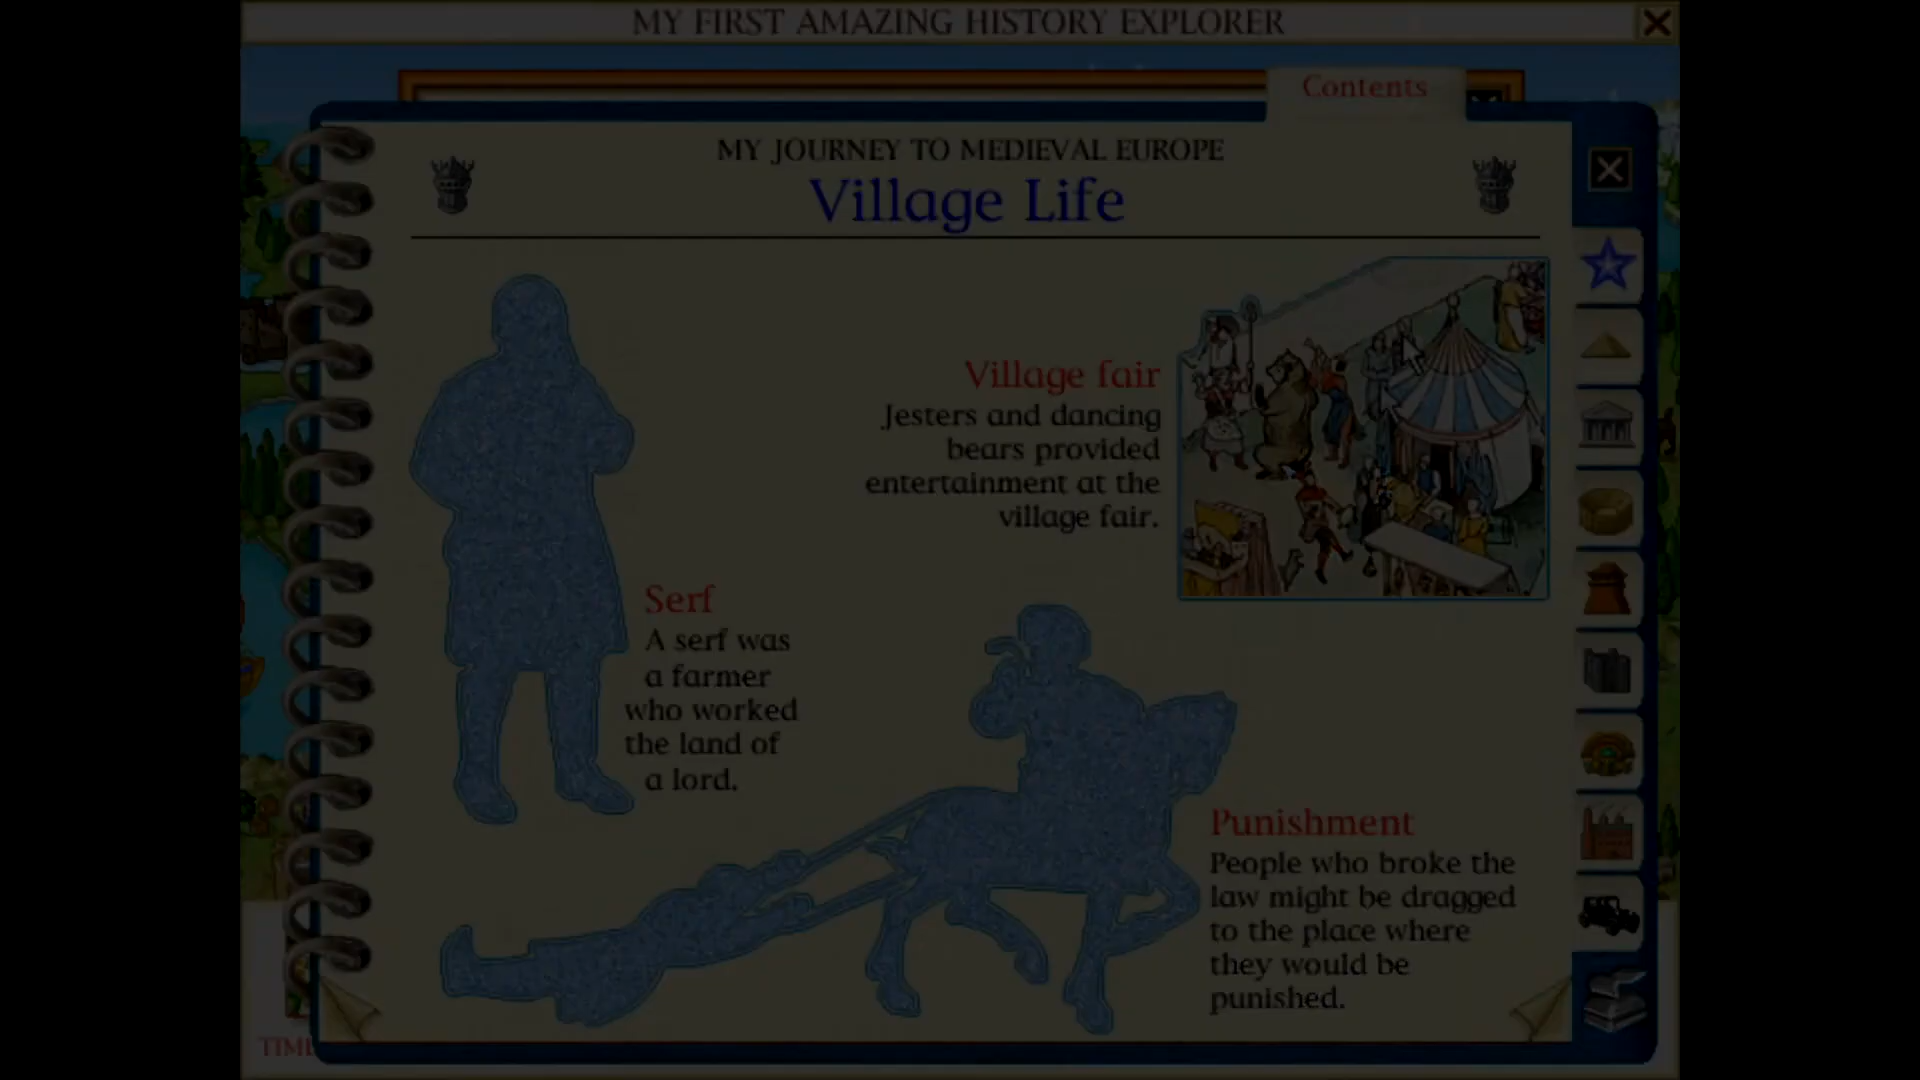 MY FIRST AMAZING HISTORY EXPLORER
Contents
MY JOURNEY TO MEDIEVAL EUROPE
Village Life
Village fair
Jesters and dancing
bears provided
entertainment at the
village fair.
Serf
A serf was
a farmer
who worked
the land of
a lord.
Punishment
People who broke the
law might be dragged
to the place where
they would be
punished.